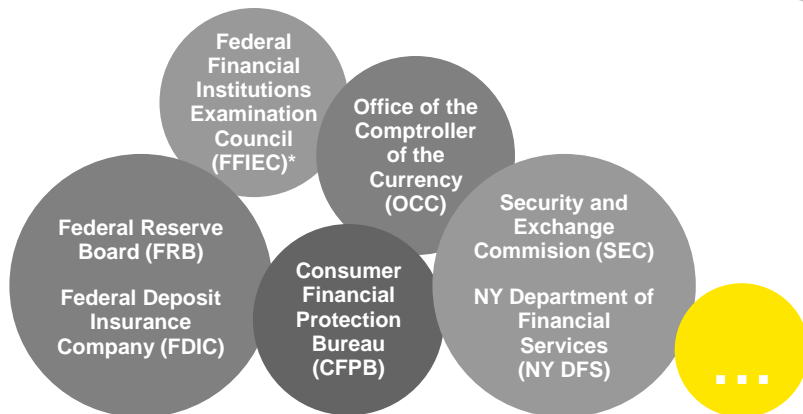 Federal
Financial
Institutions
Examination
Council
(FFIEC)*
Office of the
Comptroller
of the
Currency
(OCC)
Federal Reserve
Board (FRB)
Federal Deposit
Insurance
Company (FDIC)
Consumer
Financial
Protection
Bureau
(CFPB)
Security and
Exchange
Commision (SEC)
NY Department of
Financial
Services
(NY DFS)
...